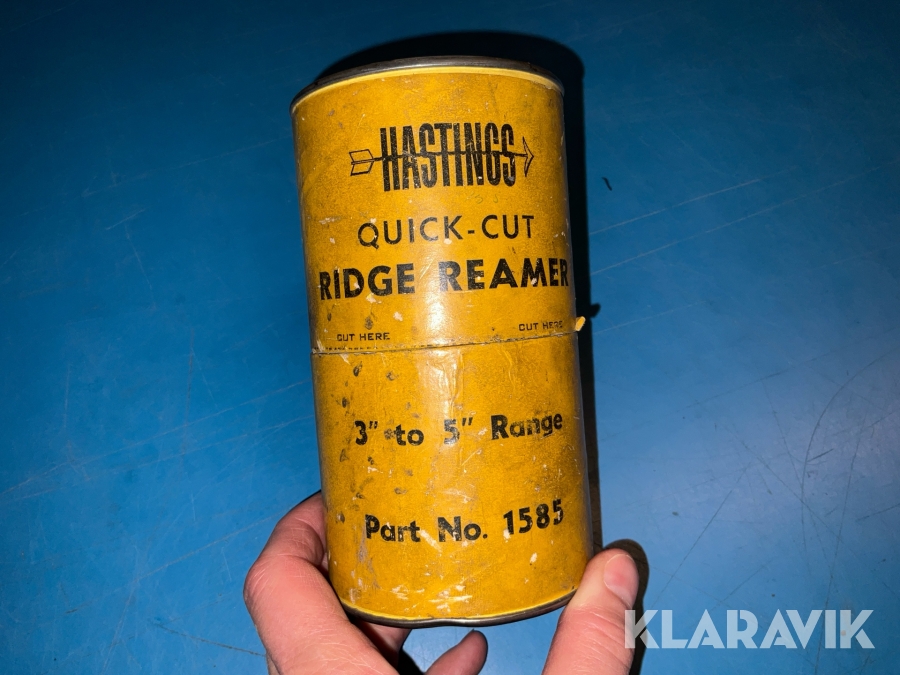 HASTINGS
QUICK-CUT
RIDGE REAMER
CUT HERE CUT HERE
3" to 5" Range
Part No. 1585
KLARAVIK